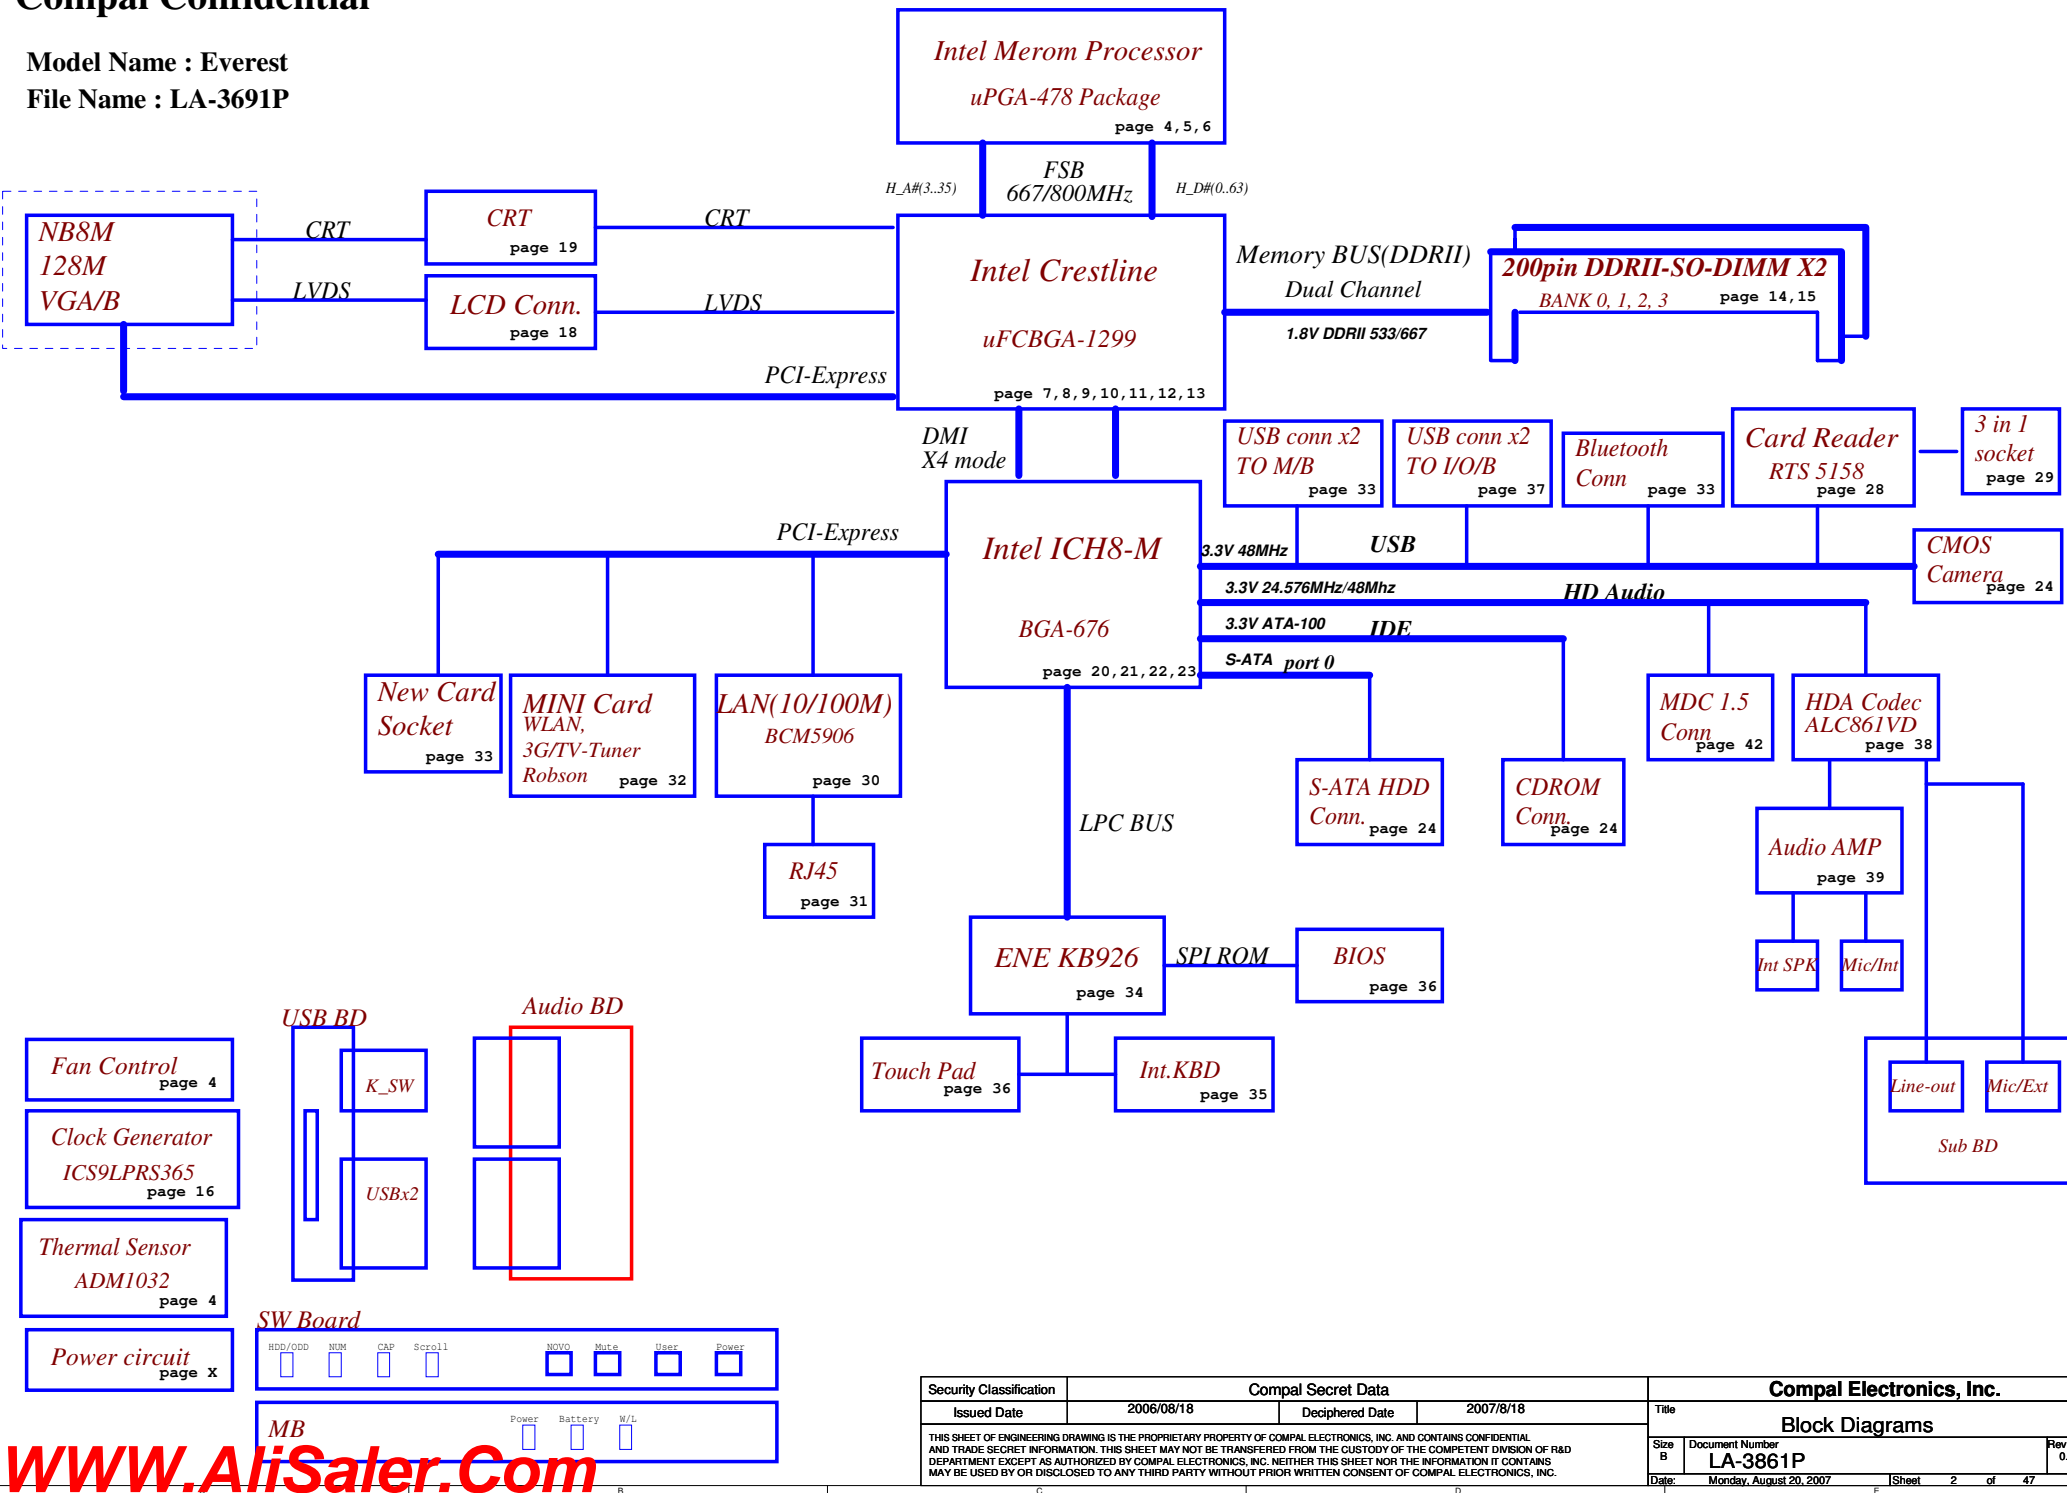 Compal Confidential
Model Name : Everest
File Name : LA-3691P
Intel Merom Processor
uPGA-478 Package
page 4,5,6
H_A#(3..35)
FSB
667/800MHz
H_D#(0..63)
NB8M
128M
VGA/B
CRT
CRT
page 19
CRT
LVDS
LCD Conn.
page 18
LVDS
PCI-Express
Intel Crestline
uFCBGA-1299
page 7,8,9,10,11,12,13
Memory BUS(DDRII)
Dual Channel
1.8V DDRII 533/667
200pin DDRII-SO-DIMM X2
BANK 0, 1, 2, 3
page 14,15
DMI
X4 mode
USB conn x2
TO M/B
page 33
USB conn x2
TO I/O/B
page 37
Bluetooth
Conn
page 33
Card Reader
RTS 5158
page 28
3 in 1
socket
page 29
PCI-Express
Intel ICH8-M
BGA-676
page 20,21,22,23
3.3V 48MHz
USB
CMOS
Camera
page 24
3.3V 24.576MHz/48Mhz
HD Audio
3.3V ATA-100
IDE
S-ATA
port 0
New Card
Socket
page 33
MINI Card
WLAN,
3G/TV-Tuner
Robson
page 32
LAN(10/100M)
BCM5906
page 30
RJ45
page 31
MDC 1.5
Conn
page 42
HDA Codec
ALC861VD
page 38
S-ATA HDD
Conn.
page 24
CDROM
Conn.
page 24
LPC BUS
Audio AMP
page 39
Int SPK
Mic/Int
ENE KB926
page 34
SPI ROM
BIOS
page 36
Touch Pad
page 36
Int.KBD
page 35
Line-out
Mic/Ext
Sub BD
USB BD
Audio BD
K_SW
USBx2
Fan Control
page 4
Clock Generator
ICS9LPRS365
page 16
Thermal Sensor
ADM1032
page 4
Power circuit
page X
SW Board
HDD/ODD
NUM
CAP
Scroll
NOVO
Mute
User
Power
MB
Power
Battery
W/L
WWW.AliSaler.Com
Security Classification
Compal Secret Data
Issued Date
2006/08/18
Deciphered Date
2007/8/18
THIS SHEET OF ENGINEERING DRAWING IS THE PROPRIETARY PROPERTY OF COMPAL ELECTRONICS, INC. AND CONTAINS CONFIDENTIAL
AND TRADE SECRET INFORMATION. THIS SHEET MAY NOT BE TRANSFERED FROM THE CUSTODY OF THE COMPETENT DIVISION OF R&D
DEPARTMENT EXCEPT AS AUTHORIZED BY COMPAL ELECTRONICS, INC. NEITHER THIS SHEET NOR THE INFORMATION IT CONTAINS
MAY BE USED BY OR DISCLOSED TO ANY THIRD PARTY WITHOUT PRIOR WRITTEN CONSENT OF COMPAL ELECTRONICS, INC.
Compal Electronics, Inc.
Title
Block Diagrams
Size
B
Document Number
LA-3861P
Rev
0.
Date:
Monday, August 20, 2007
Sheet
2
of
47
B
C
D
E